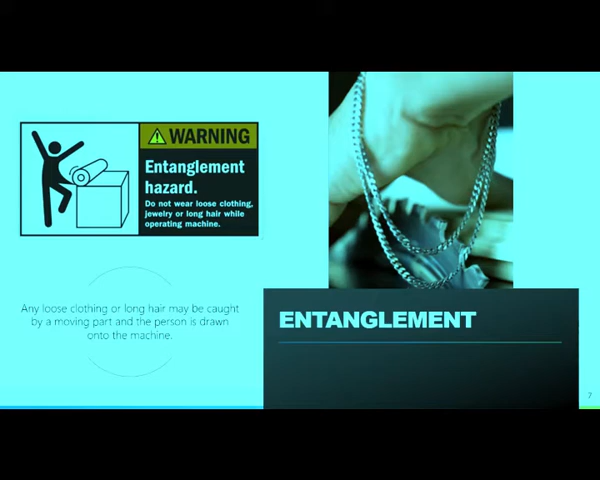 WARNING
Entanglement
hazard.
Do not wear loose clothing,
jewelry or long hair while
operating machine.
Any loose clothing or long hair may be caught
by a moving part and the person is drawn
onto the machine.
ENTANGLEMENT
7